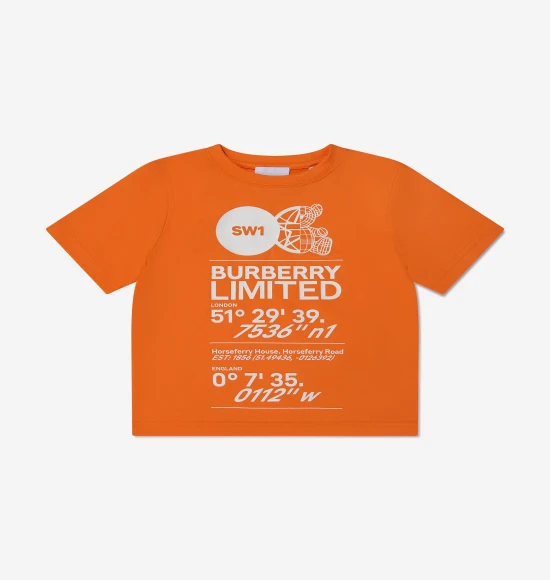 SW1
BURBERRY
LIMITED
LONDON
51° 29' 39.
7536"n1
Horseferry House. Horseferry Road
EST: 1856 (51.49436, -0126392)
ENGLAND
0° 7' 35.
0112"w